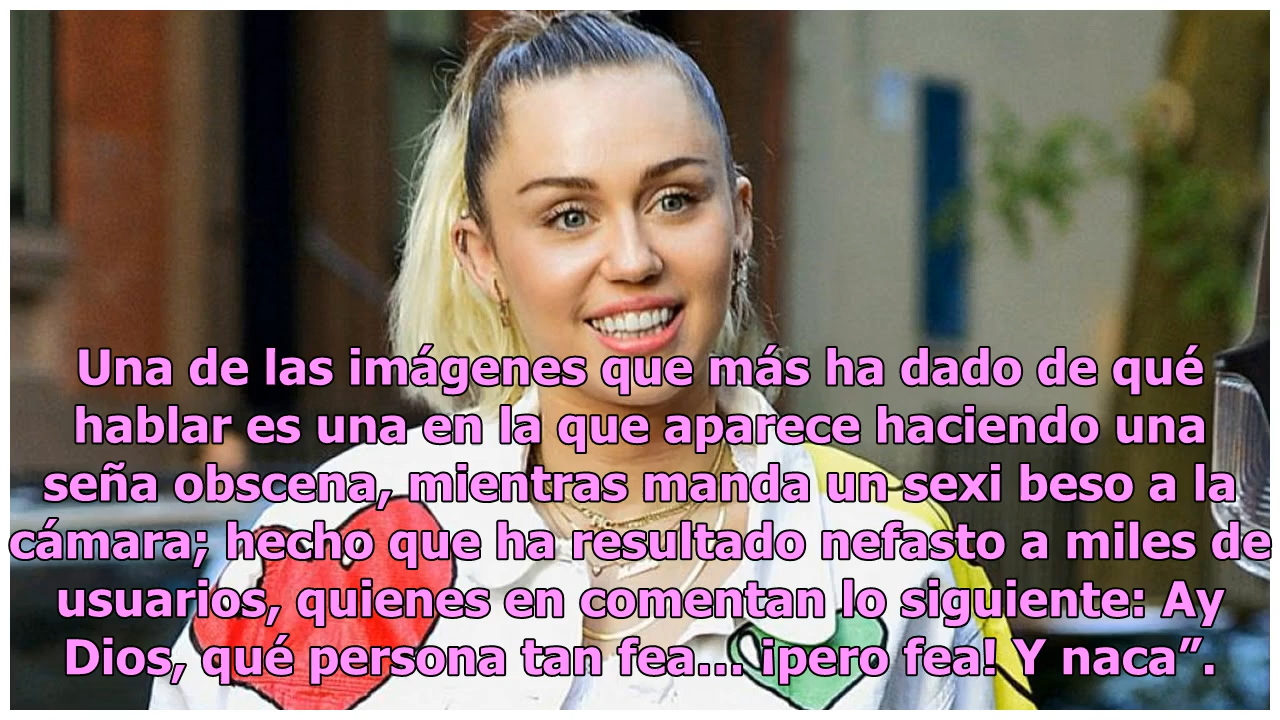 Una de las imágenes que más ha dado de qué
hablar es una en la que aparece haciendo una
seña obscena, mientras manda un sexi beso a la
cámara; hecho que ha resultado nefasto a miles de
usuarios, quienes en comentan lo siguiente: Ay
Dios, qué persona tan fea... ¡pero fea! Y naca”.